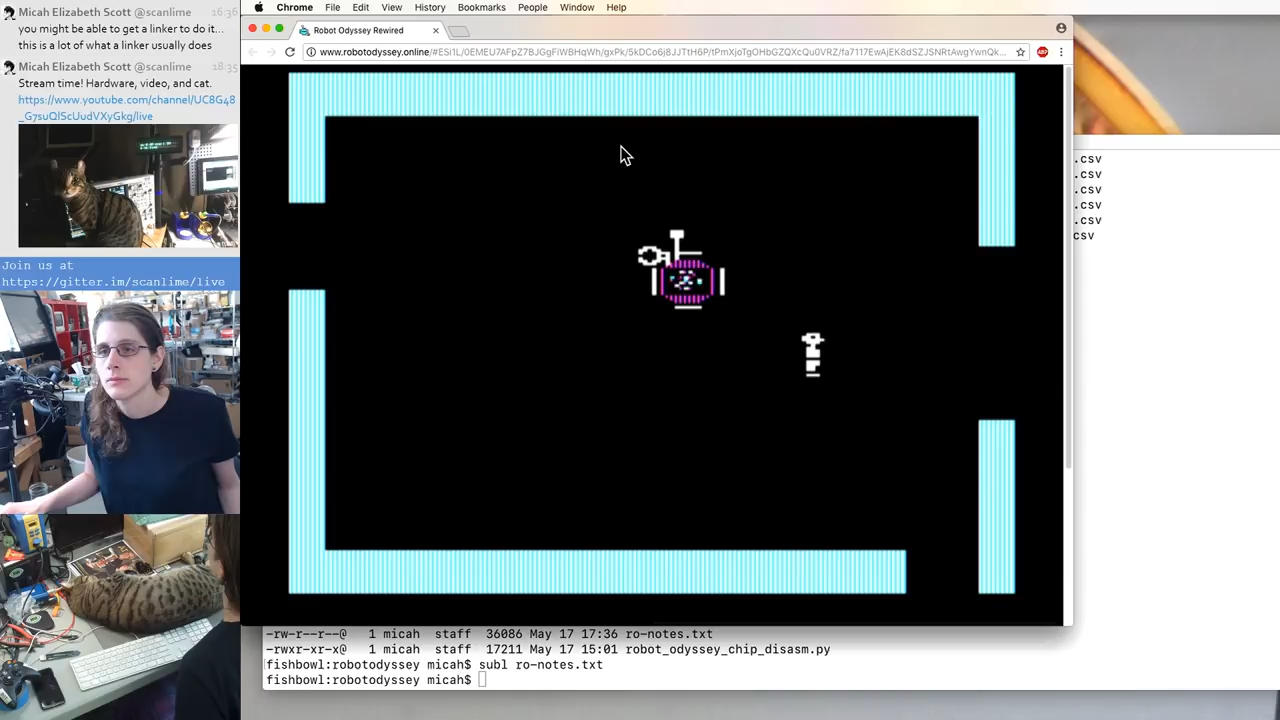 Micah Elizabeth Scott @scanlime 16:36
you might be able to get a linker to do it…
this is a lot of what a linker usually does
Micah Elizabeth Scott @scanlime 18:35
Stream time! Hardware, video, and cat.
https://www.youtube.com/channel/UC8G48
_G7suQlScUudVXyGkg/live
Join us at
https://gitter.im/scanlime/live
Chrome File Edit View History Bookmarks People Window Help
Robot Odyssey Rewired
.csv
.csv
.csv
.csv
.csv
csv
-rw-r--r--@ 1 micah staff 36086 May 17 17:36 ro-notes.txt
-rwxr-xr-x@ 1 micah staff 17211 May 17 15:01 robot_odyssey_chip_disasm.py
fishbowl:robotodyssey micah$ subl ro-notes.txt
fishbowl:robotodyssey micah$